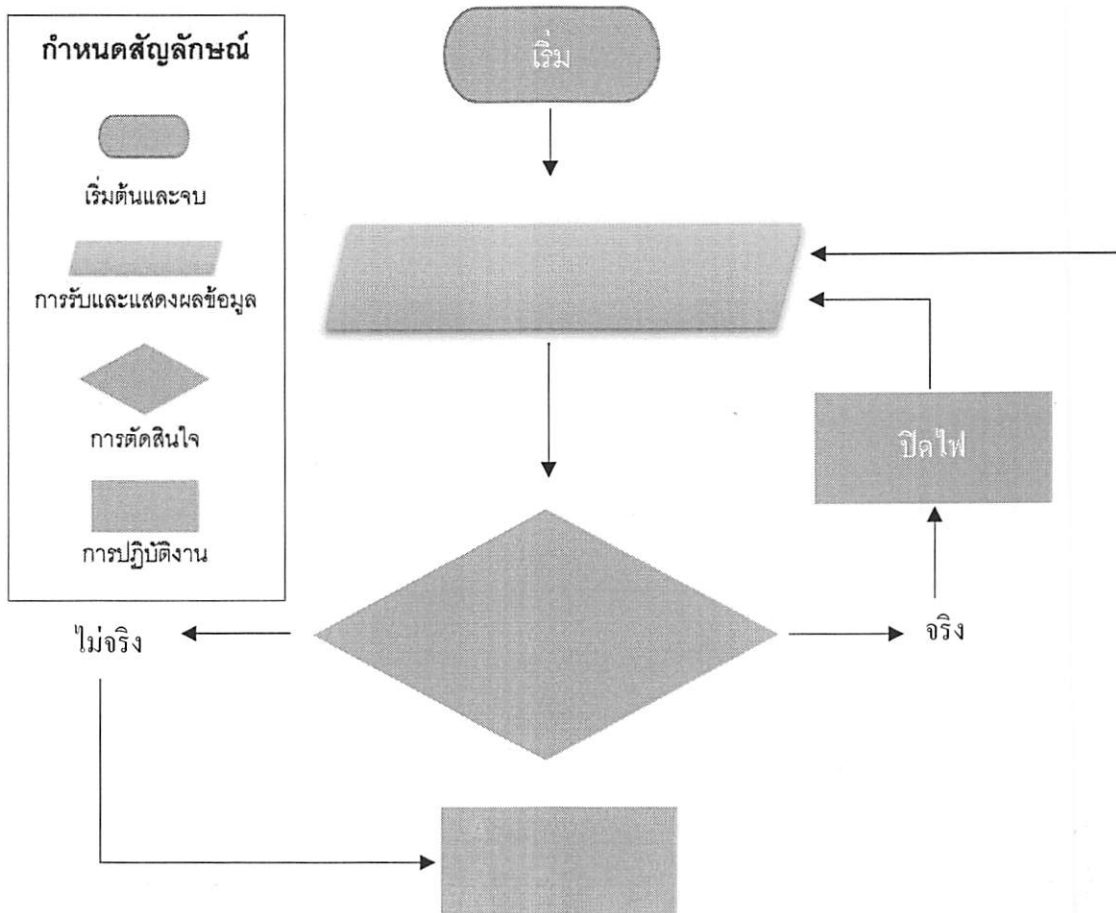 กำหนดสัญลักษณ์
เริ่มต้นและจบ
การรับและแสดงผลข้อมูล
การตัดสินใจ
การปฏิบัติงาน
เริ่ม
ปิดไฟ
ไม่จริง
จริง